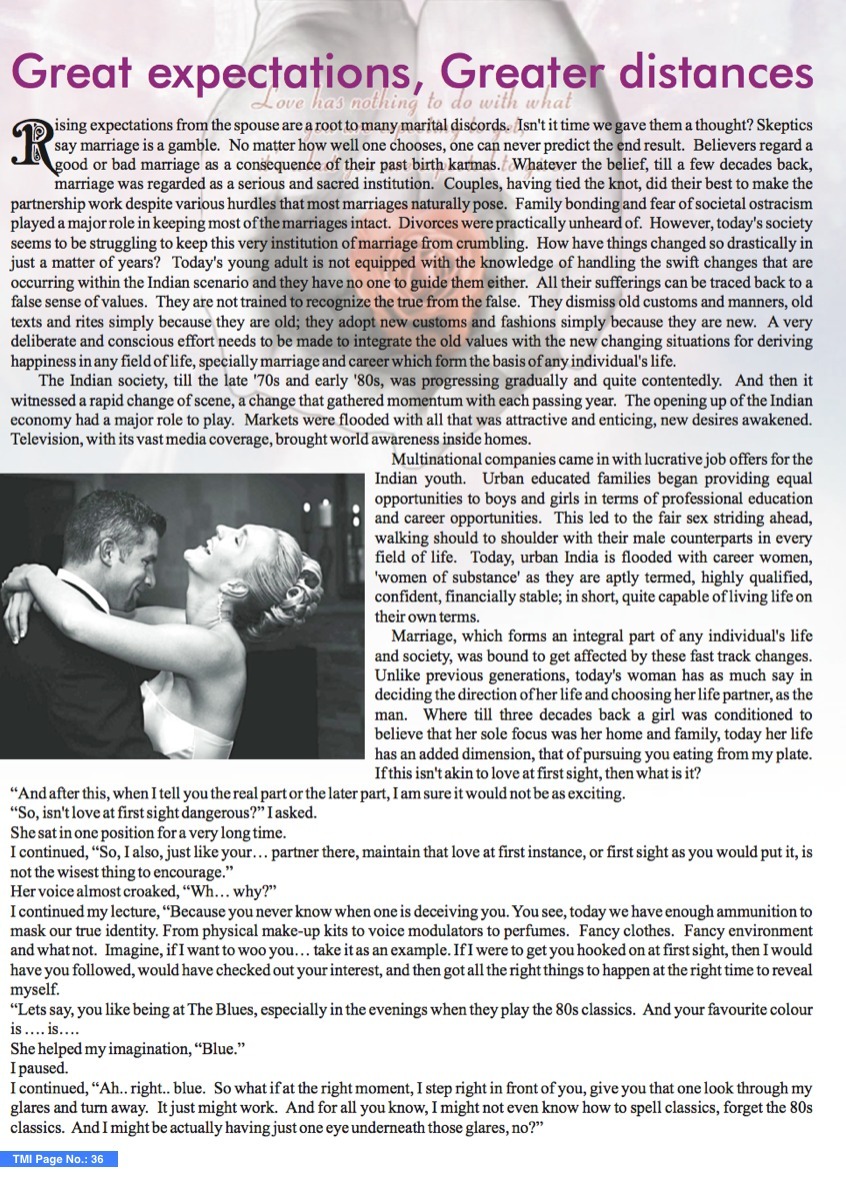 Great expectations, Greater distances
Love has nothing to do with what
Rising expectations from the spouse are a root to many marital discords. Isn't it time we gave them a thought? Skeptics
say marriage is a gamble. No matter how well one chooses, one can never predict the end result. Believers regard a
good or bad marriage as a consequence of their past birth karmas. Whatever the belief, till a few decades back,
marriage was regarded as a serious and sacred institution. Couples, having tied the knot, did their best to make the
partnership work despite various hurdles that most marriages naturally pose. Family bonding and fear of societal ostracism
played a major role in keeping most of the marriages intact. Divorces were practically unheard of. However, today's society
seems to be struggling to keep this very institution of marriage from crumbling. How have things changed so drastically in
just a matter of years? Today's young adult is not equipped with the knowledge of handling the swift changes that are
occurring within the Indian scenario and they have no one to guide them either. All their sufferings can be traced back to a
false sense of values. They are not trained to recognize the true from the false. They dismiss old customs and manners, old
texts and rites simply because they are old; they adopt new customs and fashions simply because they are new. A very
deliberate and conscious effort needs to be made to integrate the old values with the new changing situations for deriving
happiness in any field of life, specially marriage and career which form the basis of any individual's life.
The Indian society, till the late '70s and early '80s, was progressing gradually and quite contentedly. And then it
witnessed a rapid change of scene, a change that gathered momentum with each passing year. The opening up of the Indian
economy had a major role to play. Markets were flooded with all that was attractive and enticing, new desires awakened.
Television, with its vast media coverage, brought world awareness inside homes.
Multinational companies came in with lucrative job offers for the
Indian youth. Urban educated families began providing equal
opportunities to boys and girls in terms of professional education
and career opportunities. This led to the fair sex striding ahead,
walking should to shoulder with their male counterparts in every
field of life. Today, urban India is flooded with career women,
'women of substance' as they are aptly termed, highly qualified,
confident, financially stable; in short, quite capable of living life on
their own terms.
Marriage, which forms an integral part of any individual's life
and society, was bound to get affected by these fast track changes.
Unlike previous generations, today's woman has as much say in
deciding the direction of her life and choosing her life partner, as the
man. Where till three decades back a girl was conditioned to
believe that her sole focus was her home and family, today her life
has an added dimension, that of pursuing you eating from my plate.
If this isn't akin to love at first sight, then what is it?
“And after this, when I tell you the real part or the later part, I am sure it would not be as exciting.
“So, isn't love at first sight dangerous?” I asked.
She sat in one position for a very long time.
I continued, “So, I also, just like your… partner there, maintain that love at first instance, or first sight as you would put it, is
not the wisest thing to encourage.”
Her voice almost croaked, “Wh… why?”
I continued my lecture, “Because you never know when one is deceiving you. You see, today we have enough ammunition to
mask our true identity. From physical make-up kits to voice modulators to perfumes. Fancy clothes. Fancy environment
and what not. Imagine, if I want to woo you… take it as an example. If I were to get you hooked on at first sight, then I would
have you followed, would have checked out your interest, and then got all the right things to happen at the right time to reveal
myself.
“Lets say, you like being at The Blues, especially in the evenings when they play the 80s classics. And your favourite colour
is …. is….
She helped my imagination, “Blue.”
I paused.
I continued, “Ah.. right.. blue. So what if at the right moment, I step right in front of you, give you that one look through my
glares and turn away. It just might work. And for all you know, I might not even know how to spell classics, forget the 80s
classics. And I might be actually having just one eye underneath those glares, no?”
TMI Page No.: 36